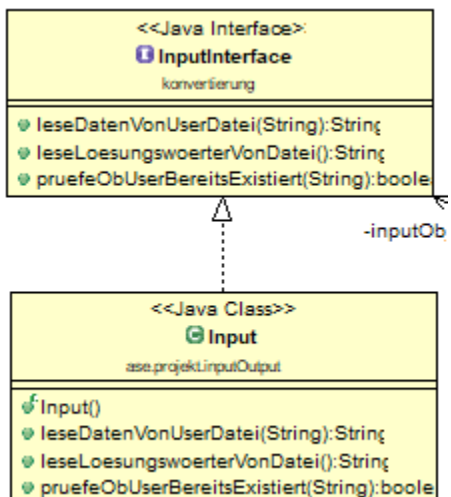 <<Java Interface>>
InputInterface
konvertierung
leseDatenVonUserDatei(String):String
leseLoesungswoerterVonDatei():String
pruefeObUserBereitsExistiert(String):boole
-inputOb
<<Java Class>>
Input
ase.projekt.inputOutput
Input()
leseDatenVonUserDatei(String):String
leseLoesungswoerterVonDatei():String
pruefeObUserBereitsExistiert(String):boole